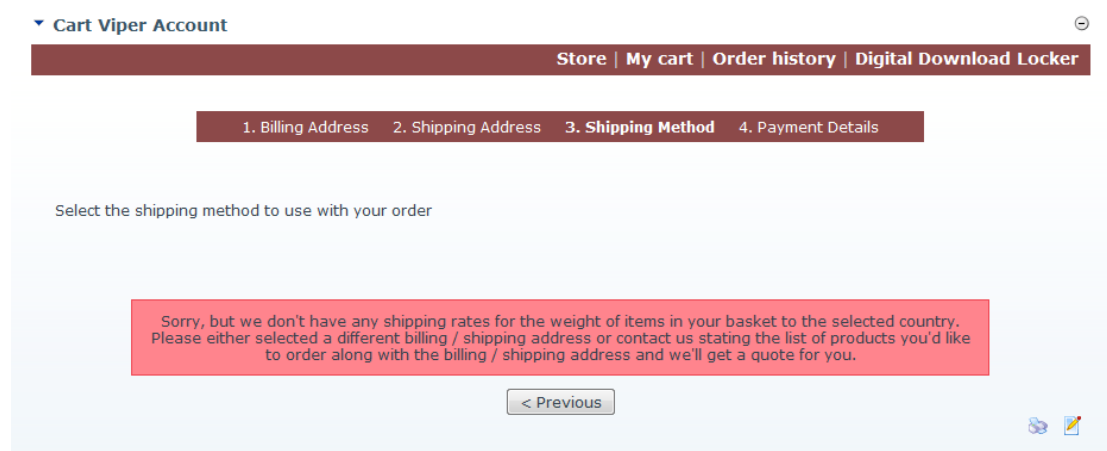 Cart Viper Account
Store | My cart | Order history | Digital Download Locker
1. Billing Address 2. Shipping Address 3. Shipping Method 4. Payment Details
Select the shipping method to use with your order
Sorry, but we don't have any shipping rates for the weight of items in your basket to the selected country.
Please either selected a different billing / shipping address or contact us stating the list of products you'd like
to order along with the billing / shipping address and we'll get a quote for you.
< Previous